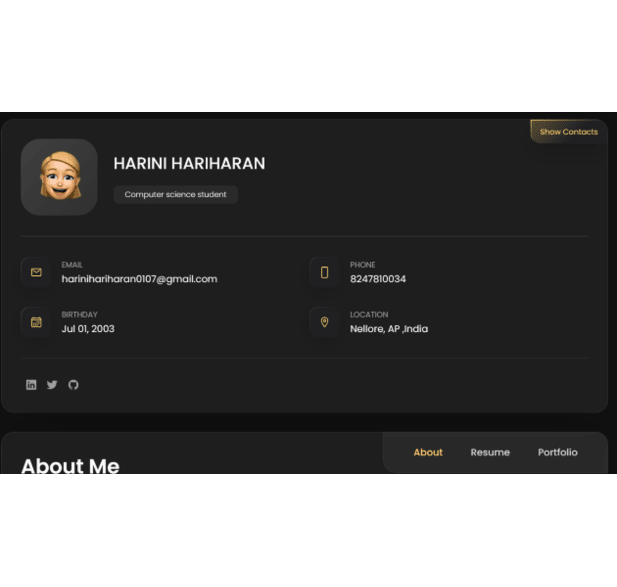 Show Contacts
HARINI HARIHARAN
Computer science student
EMAIL
harinihariharan0107@gmail.com
PHONE
8247810034
BIRTHDAY
Jul 01, 2003
LOCATION
Nellore, AP ,India
About
Resume
Portfolio
About Me